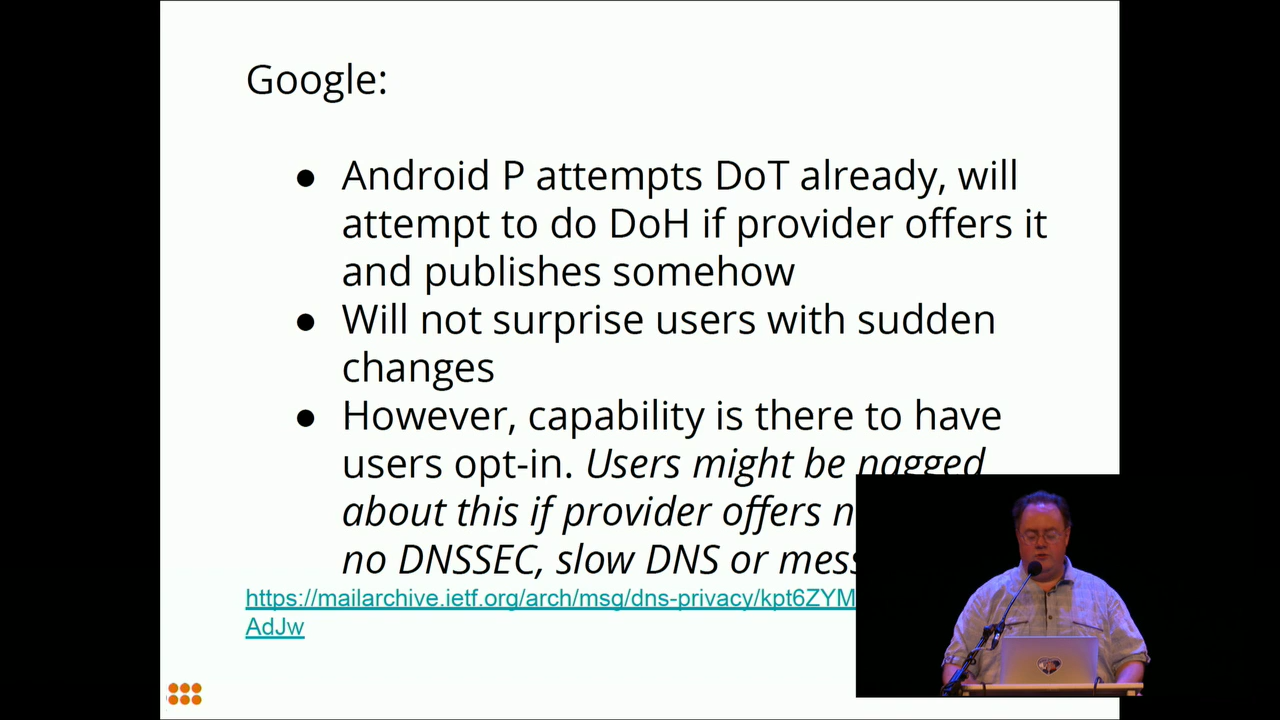 Google:
● Android P attempts DoT already, will
attempt to do DoH if provider offers it
and publishes somehow
● Will not surprise users with sudden
changes
● However, capability is there to have
users opt-in. Users might be nagged
about this if provider offers
no DNSSEC, slow DNS or
https://mailarchive.ietf.org/arch/msg/dns-privacy/kpt6ZYM
AdJw